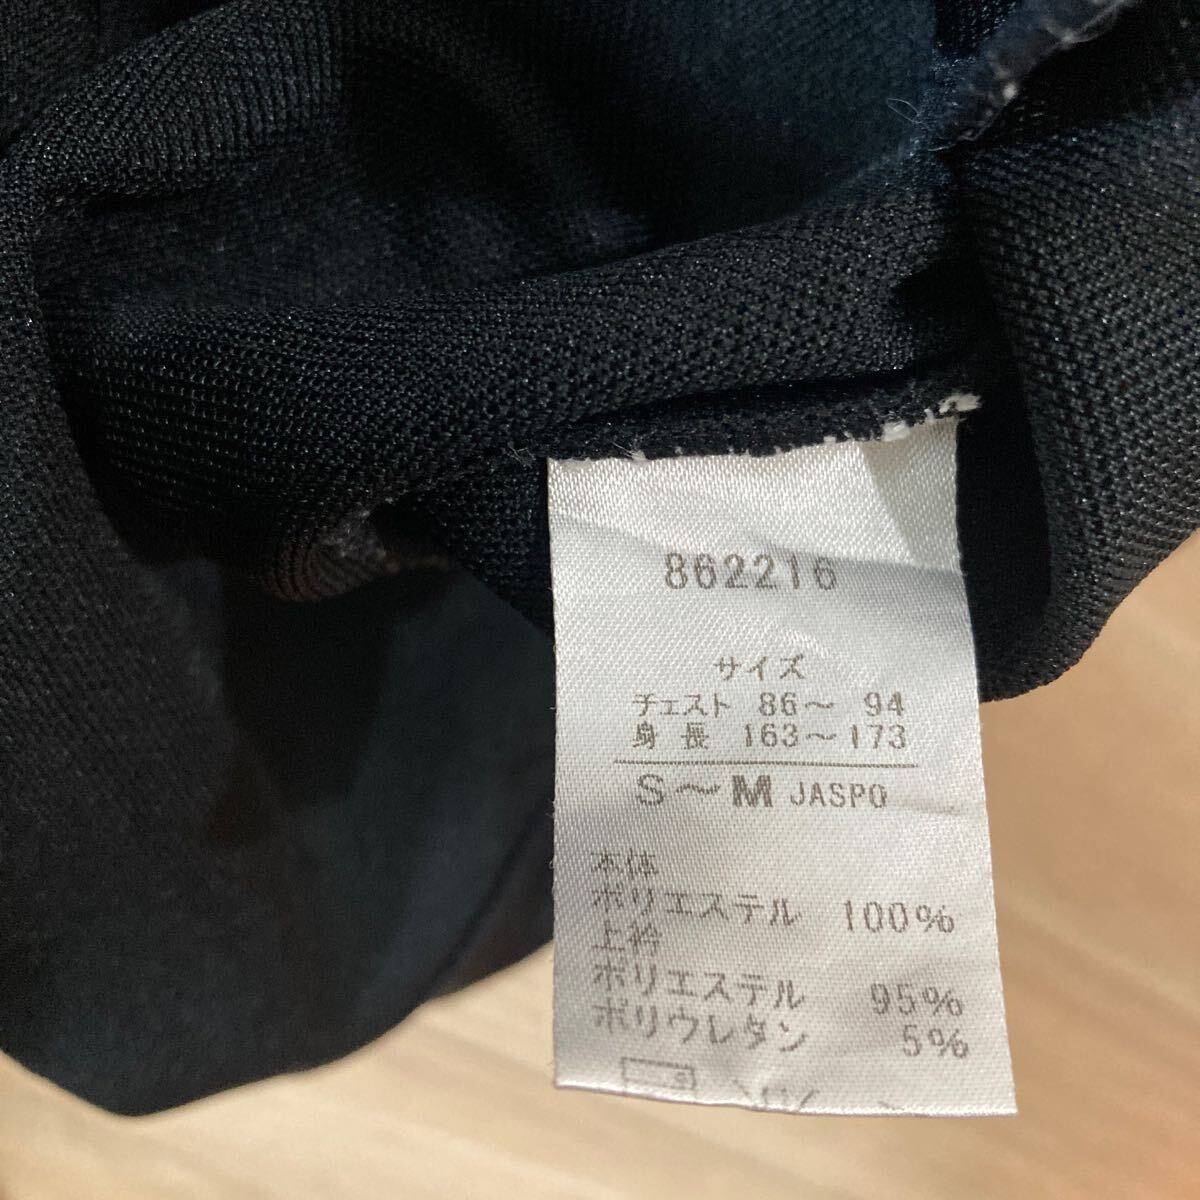 862216
サイズ
チェスト 86～ 94
身 長 163～173
S～M JASPO
本体
ポリエステル 100%
上衿
ポリエステル 95%
ポリウレタン 5%